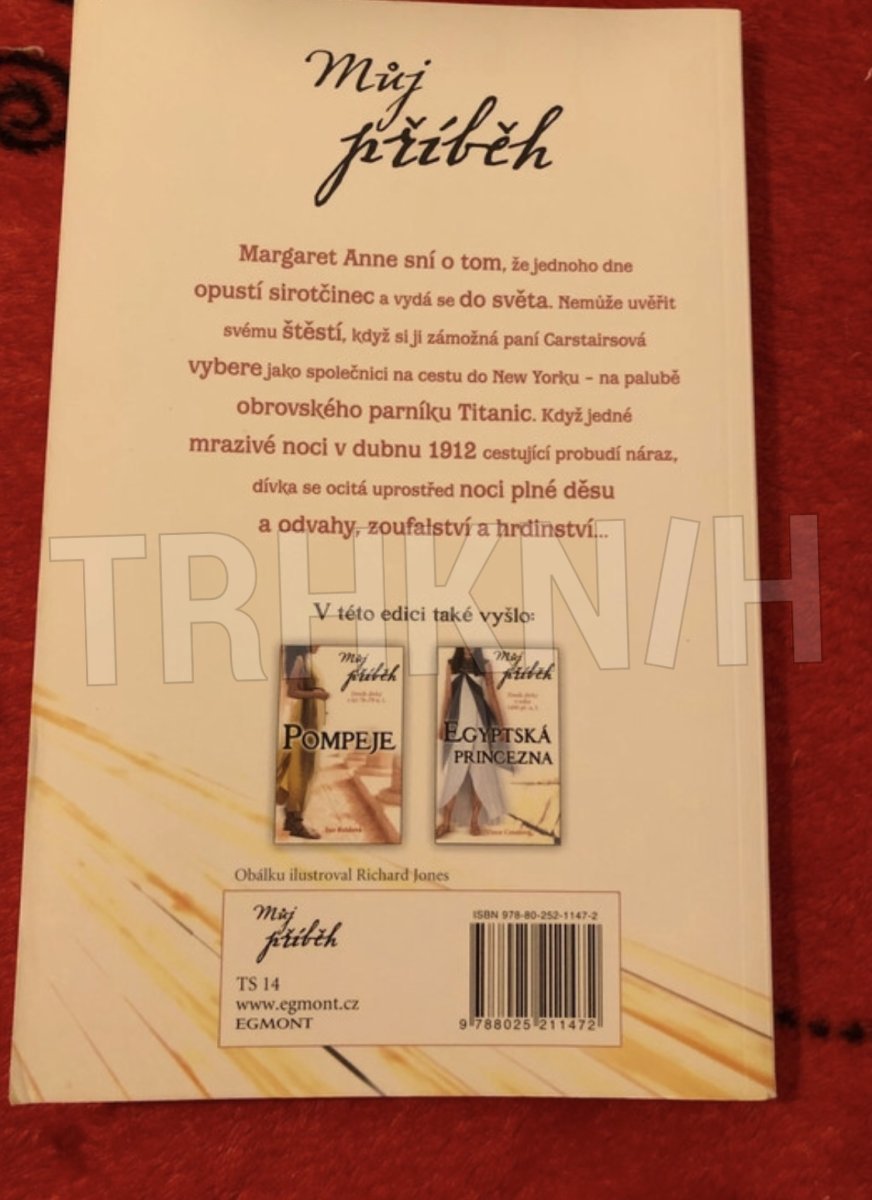 Můj
příběh
Margaret Anne sní o tom, že jednoho dne
opustí sirotčinec a vydá se do světa. Nemůže uvěřit
svému štěstí, když si ji zámožná paní Carstairsová
vybere jako společnici na cestu do New Yorku – na palubě
obrovského parníku Titanic. Když jedné
mrazivé noci v dubnu 1912 cestující probudí náraz,
dívka se ocitá uprostřed noci plné děsu
a odvahy, zoufalství a hrdinství...
TRHKN/H
V této edici také vyšlo:
Můj
příběh
POMPEJE
Můj
příběh
EGYPTSKÁ
PRINCEZNA
Obálku ilustroval Richard Jones
Můj
příběh
TS 14
www.egmont.cz
EGMONT
ISBN 978-80-252-1147-2
9 788025 211472